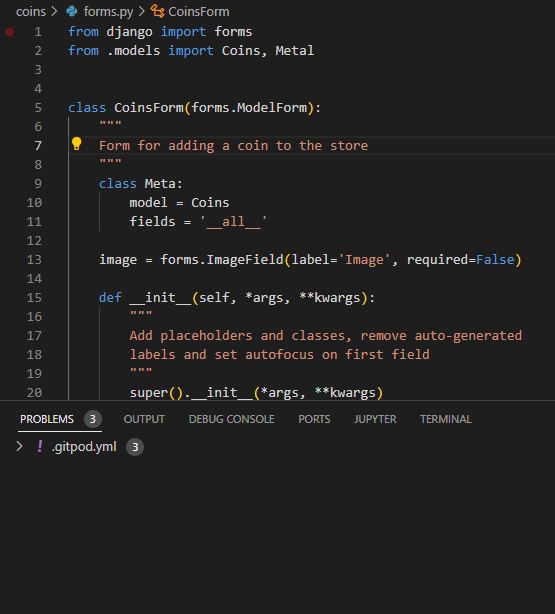 coins > forms.py > CoinsForm
1 from django import forms
2 from .models import Coins, Metal
3
4
5 class CoinsForm(forms.ModelForm):
6     """
7     Form for adding a coin to the store
8     """
9     class Meta:
10         model = Coins
11         fields = '__all__'
12
13     image = forms.ImageField(label='Image', required=False)
14
15     def __init__(self, *args, **kwargs):
16         """
17         Add placeholders and classes, remove auto-generated
18         labels and set autofocus on first field
19         """
20         super().__init__(*args, **kwargs)
PROBLEMS 3 OUTPUT DEBUG CONSOLE PORTS JUPYTER TERMINAL
> ! .gitpod.yml 3